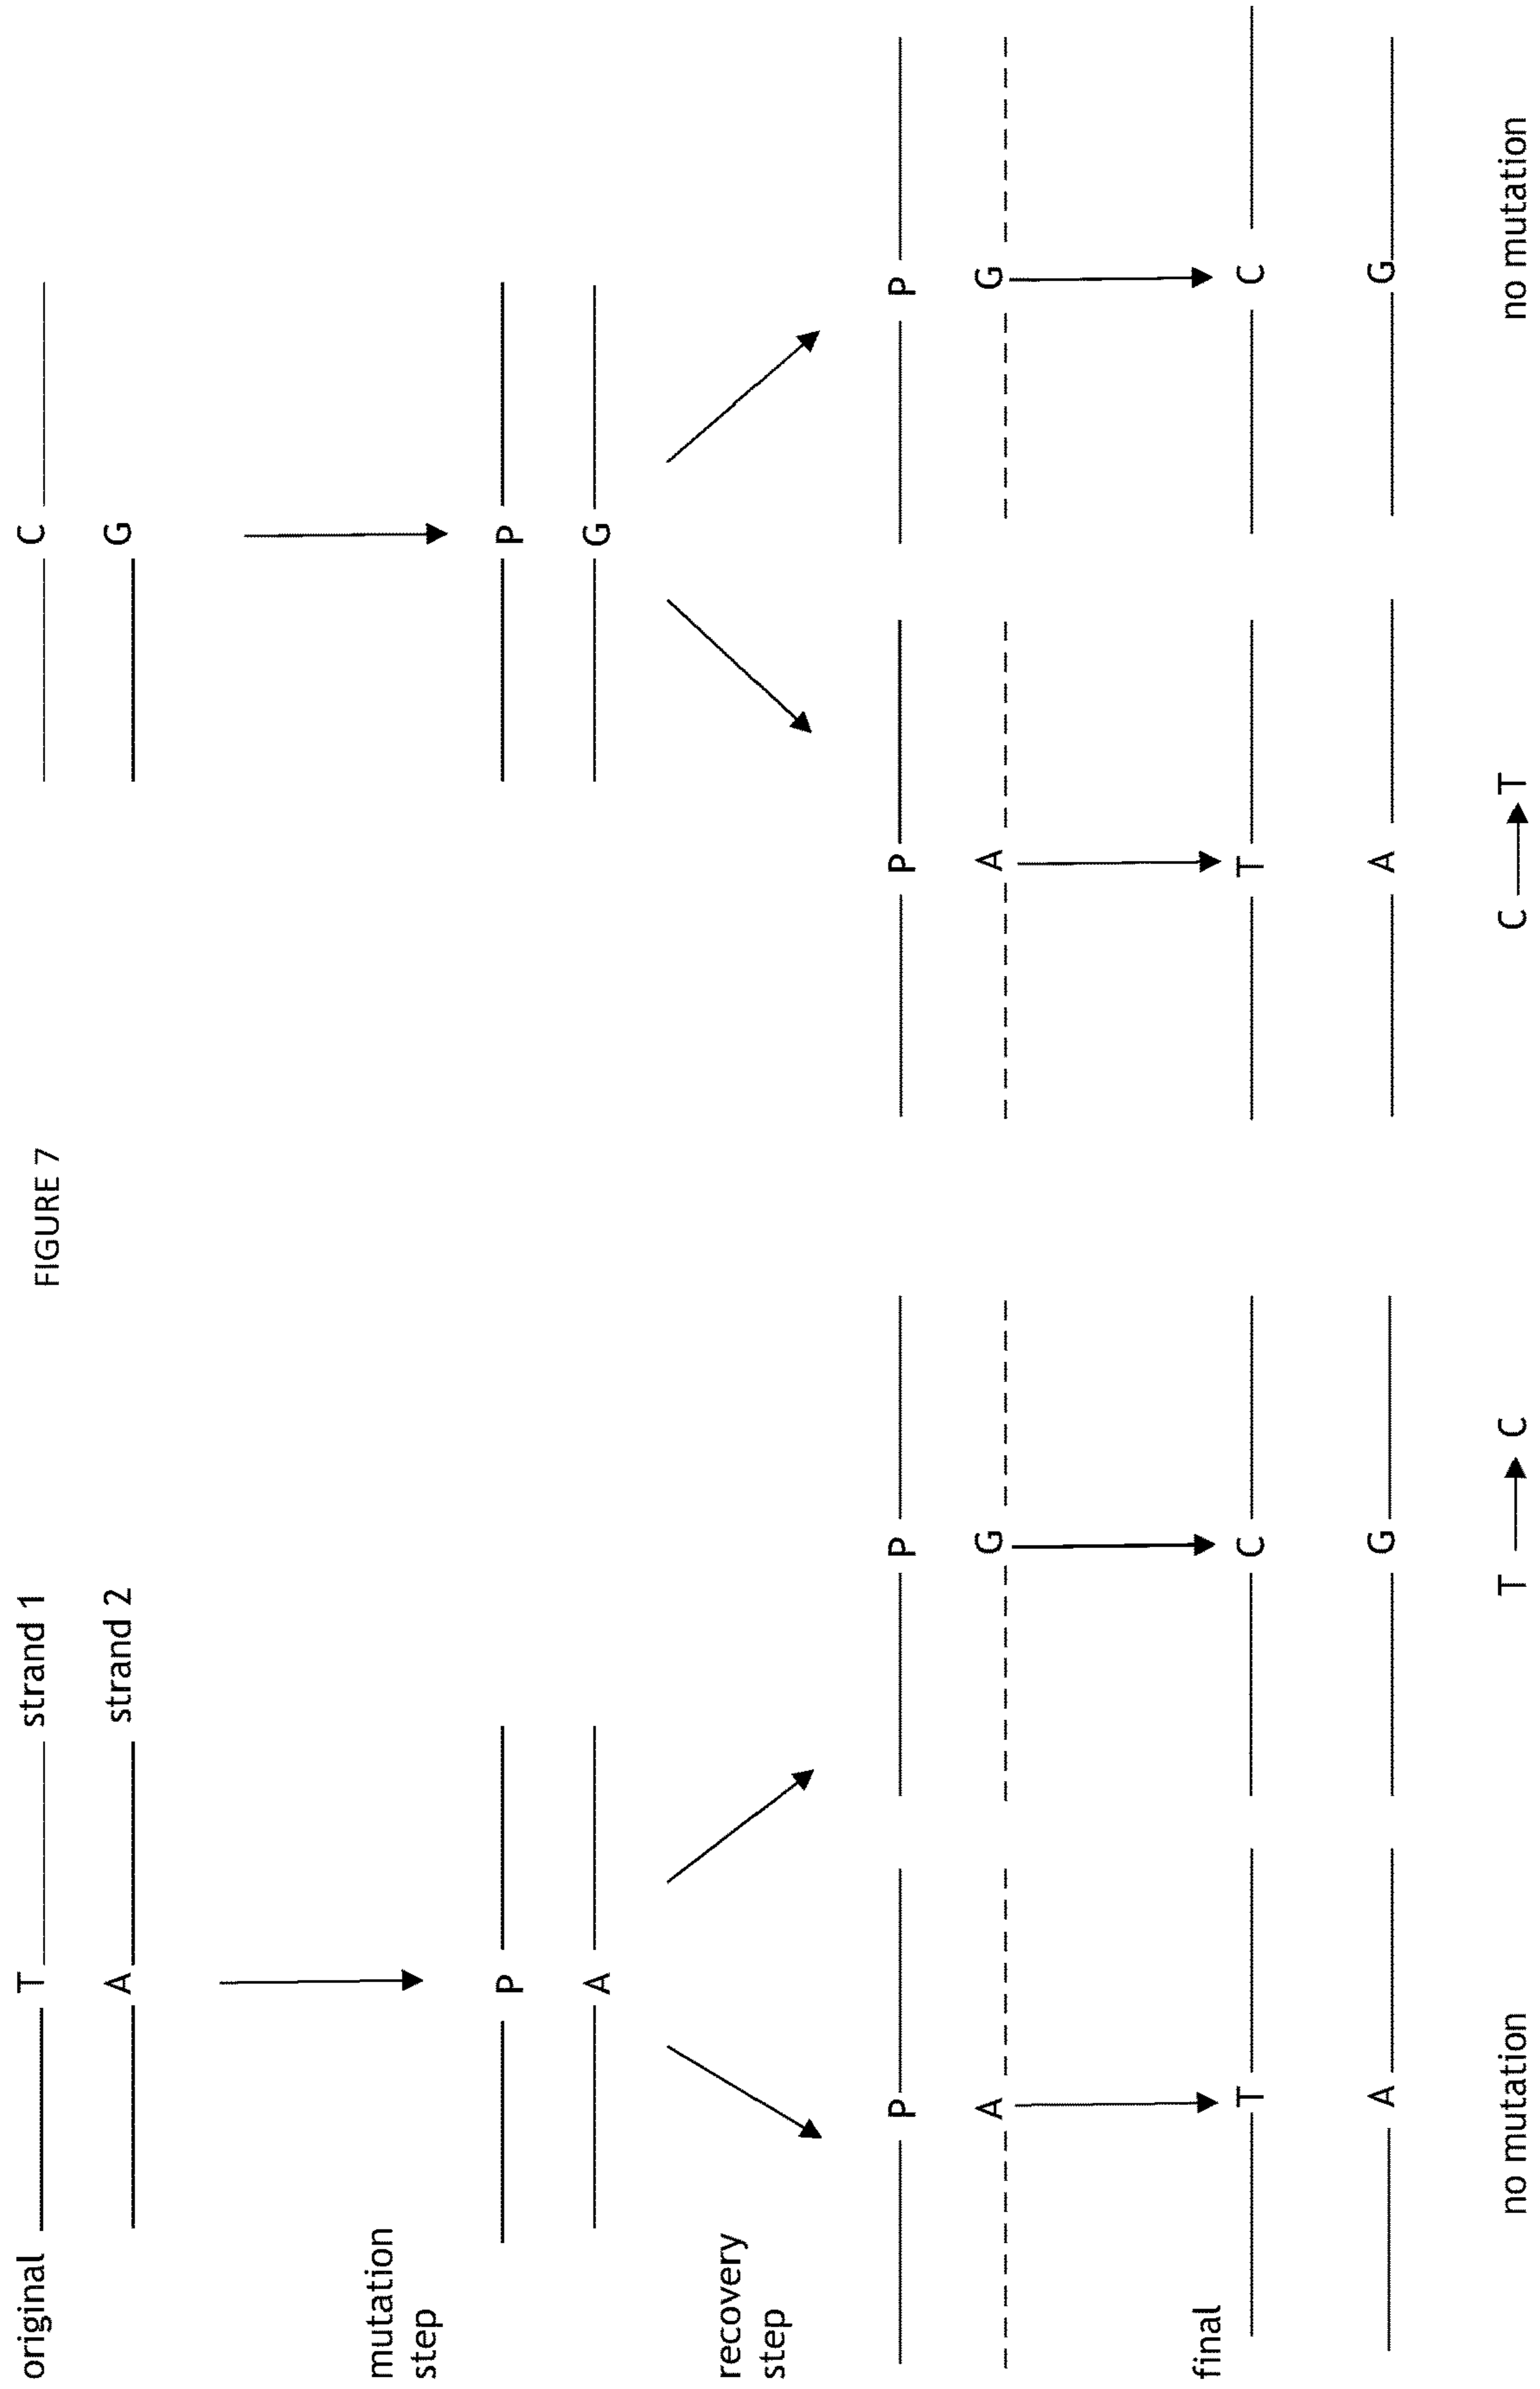 original T strand 1 FIGURE 7 C
A strand 2 G
mutation
step
P P
A G
recovery
step
P P P P
A G A G
final
T C T C
A G A G
no mutation T → C C → T no mutation